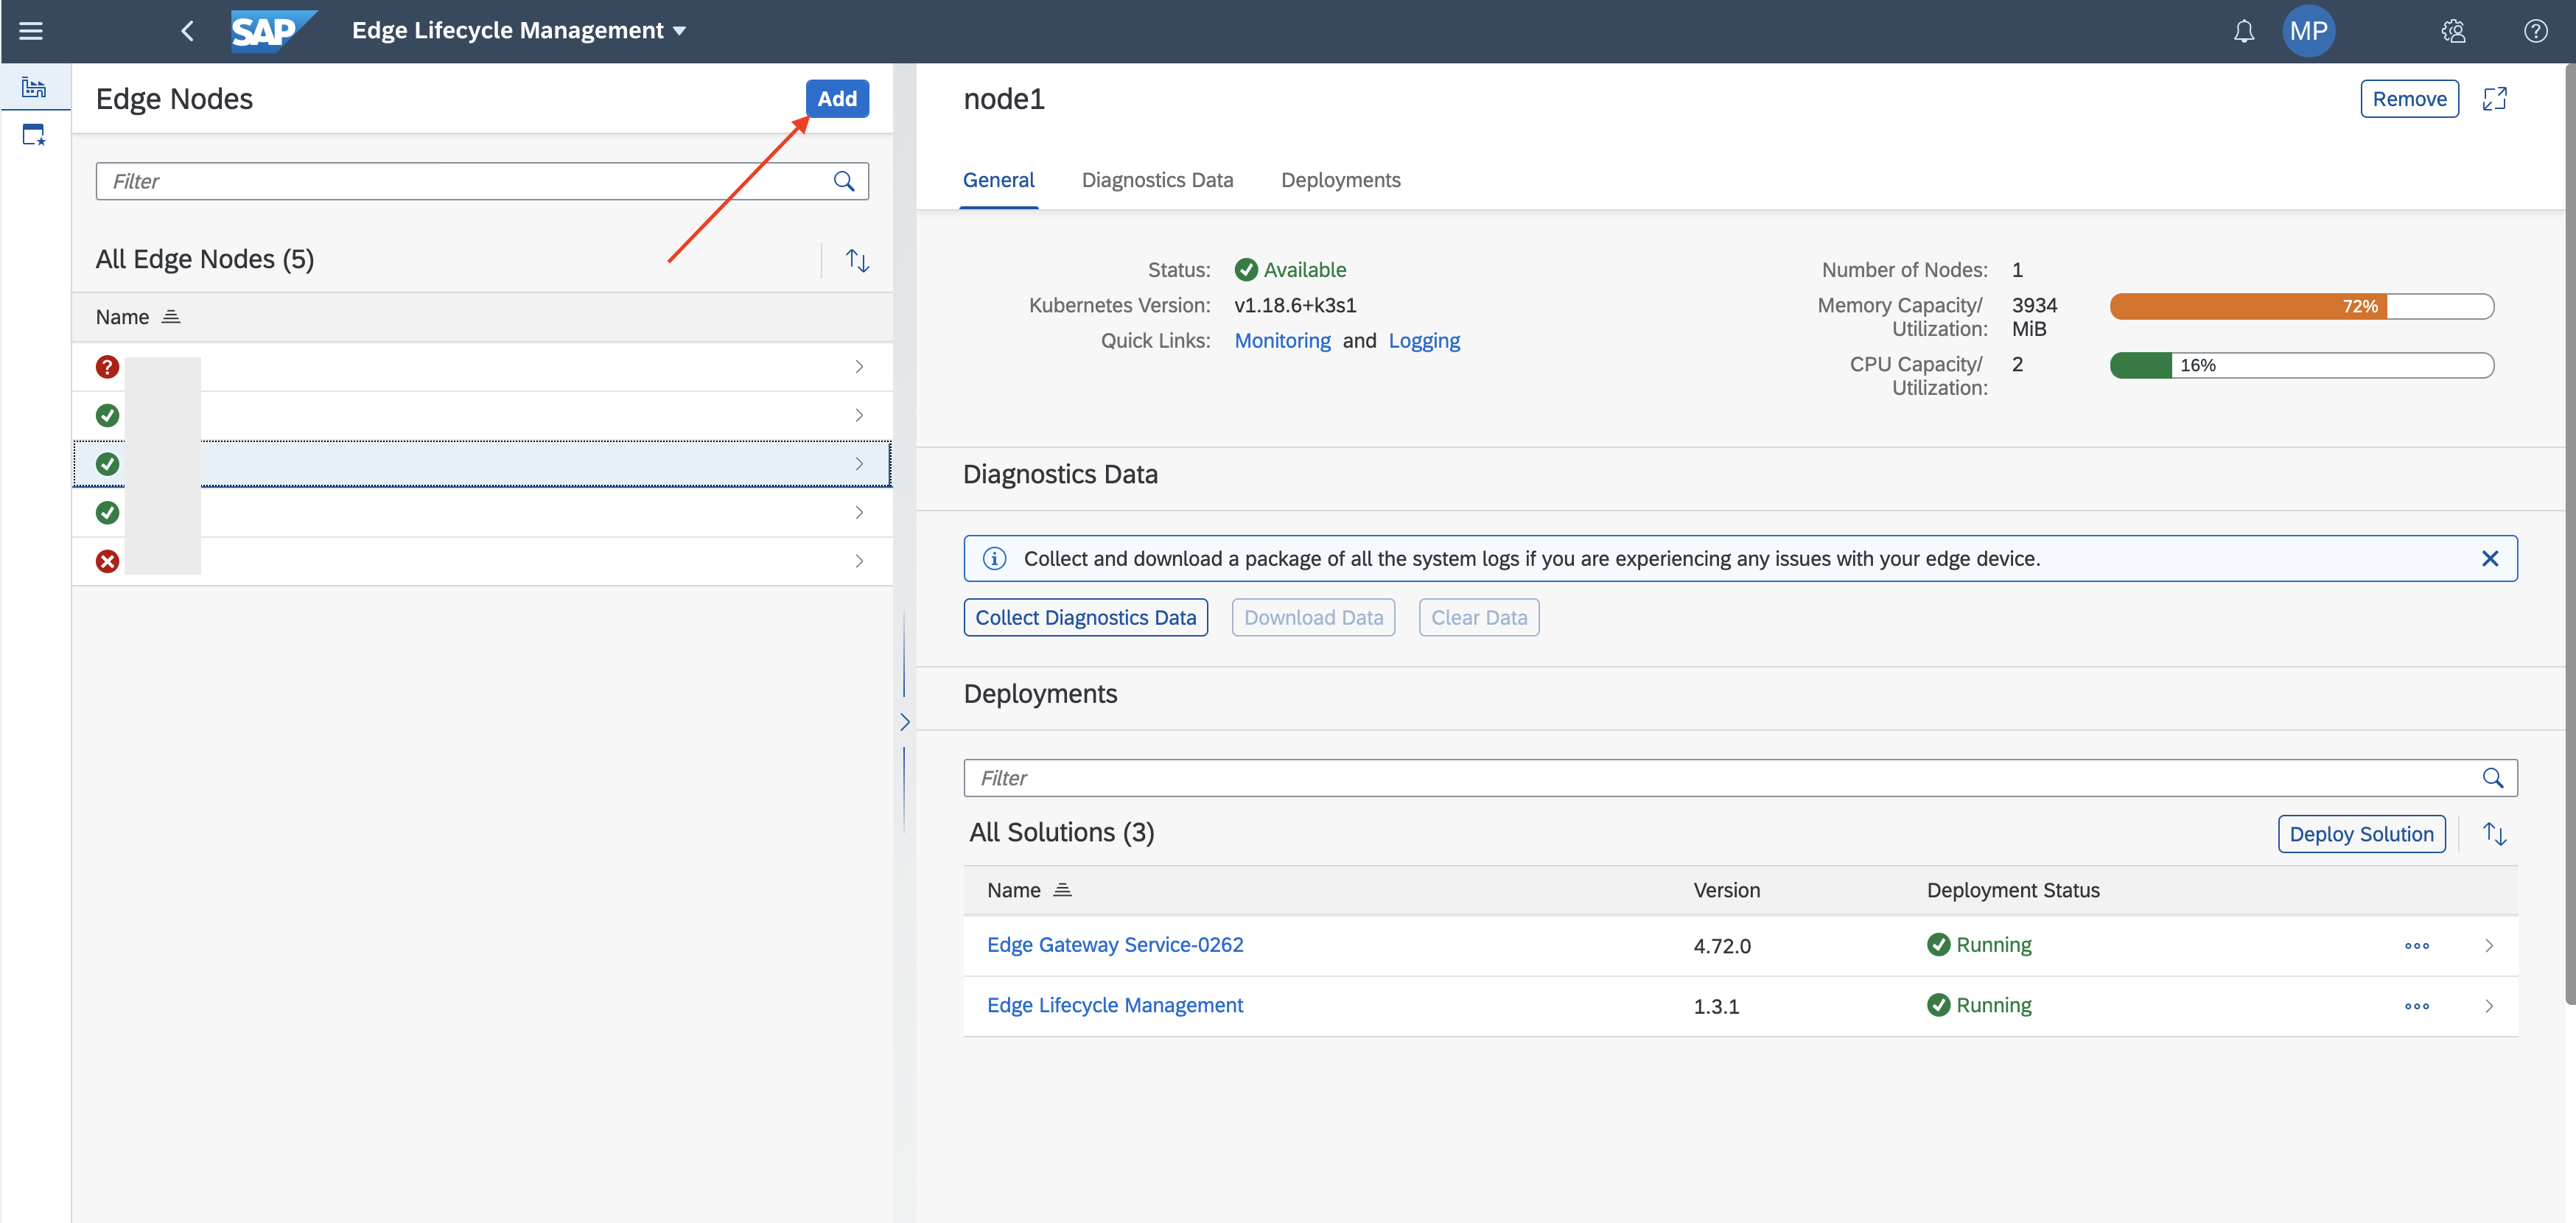 SAP
Edge Lifecycle Management
MP
Edge Nodes
Add
Filter
All Edge Nodes (5)
Name
node1
Remove
General
Diagnostics Data
Deployments
Status: Available
Kubernetes Version: v1.18.6+k3s1
Quick Links: Monitoring and Logging
Number of Nodes: 1
Memory Capacity/ 3934
Utilization: MiB
72%
CPU Capacity/ 2
Utilization:
16%
Diagnostics Data
Collect and download a package of all the system logs if you are experiencing any issues with your edge device.
Collect Diagnostics Data
Download Data
Clear Data
Deployments
Filter
All Solutions (3)
Deploy Solution
Name Version Deployment Status
Edge Gateway Service-0262 4.72.0 Running
Edge Lifecycle Management 1.3.1 Running